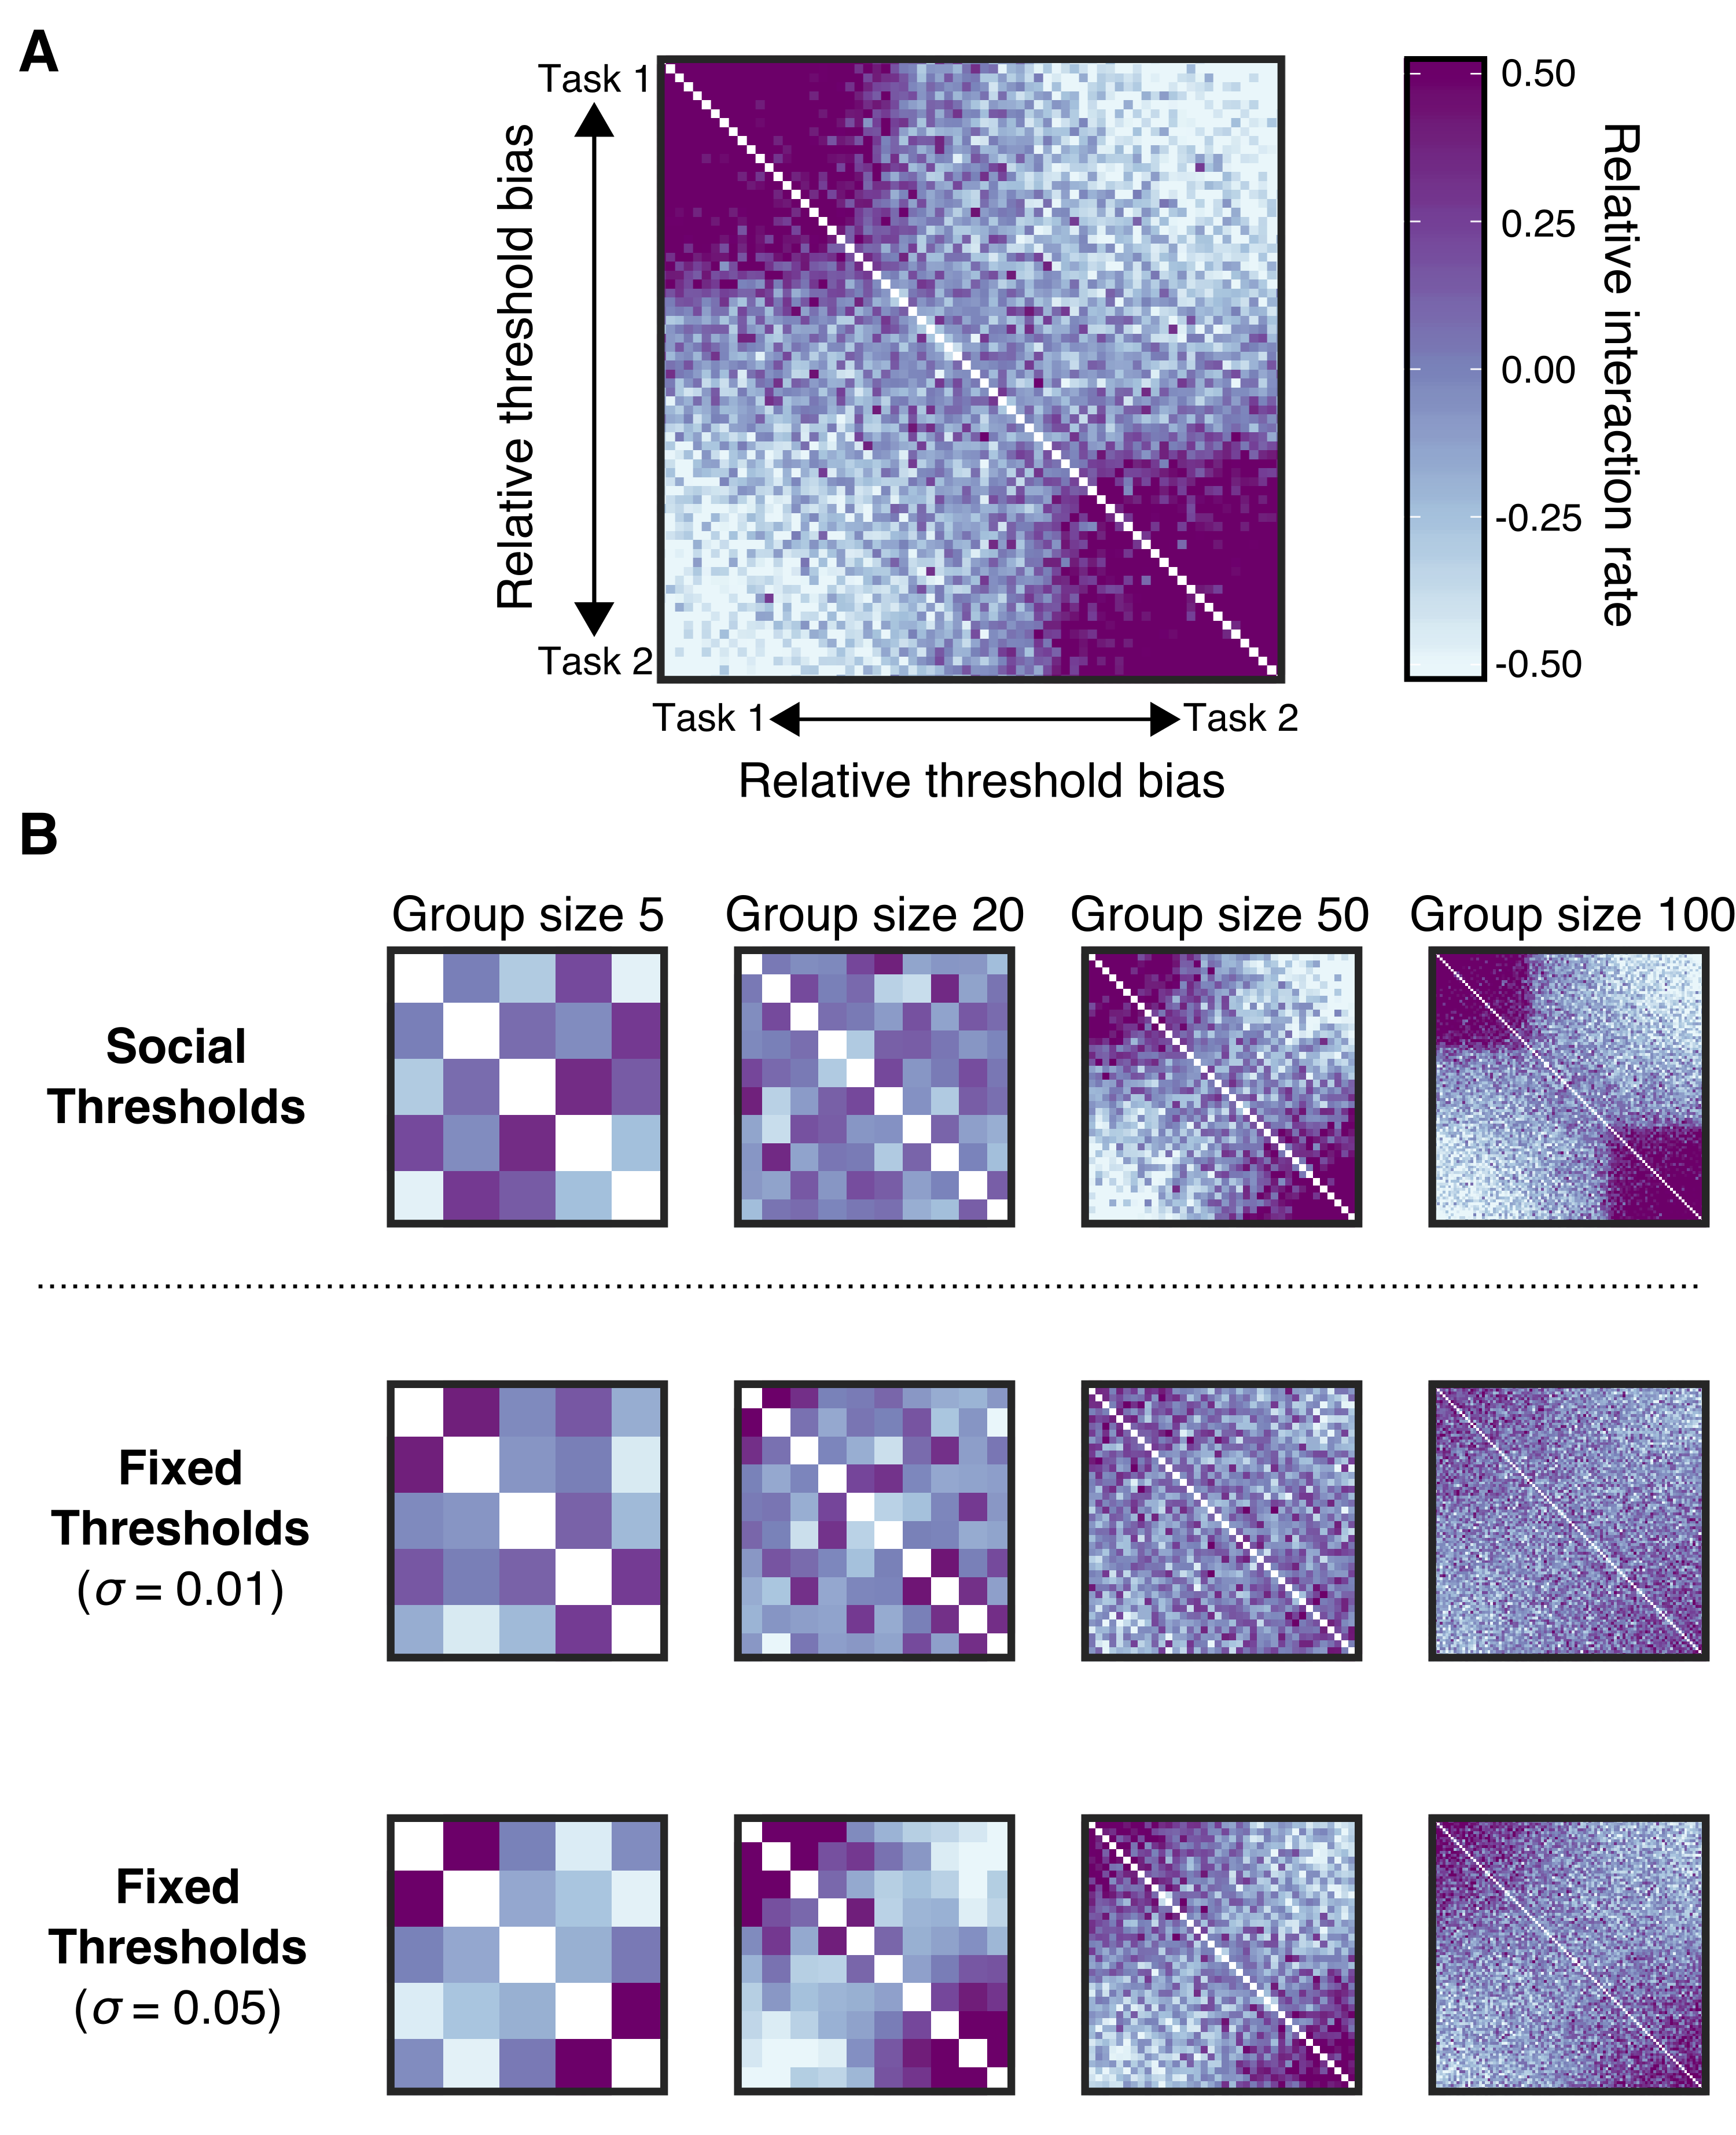 A
Task 1
Relative threshold bias
Task 2
Task 1
Task 2
Relative threshold bias
0.50
0.25
0.00
-0.25
-0.50
Relative interaction rate
B
Group size 5
Group size 20
Group size 50
Group size 100
Social
Thresholds
Fixed
Thresholds
(σ = 0.01)
Fixed
Thresholds
(σ = 0.05)